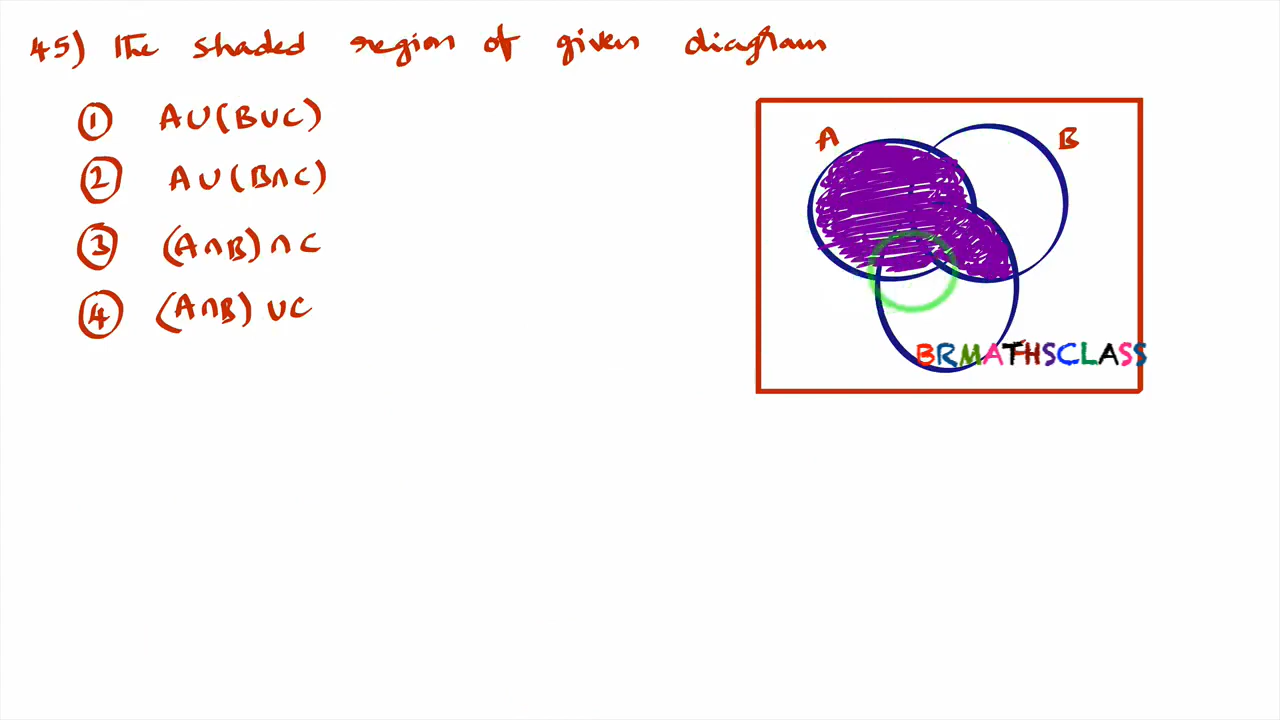 45) The shaded region of given diagram
① A∪(B∪C)
② A∪(B∩C)
③ (A∩B)∩C
④ (A∩B)∪C
A
B
BRMATHSCLASS